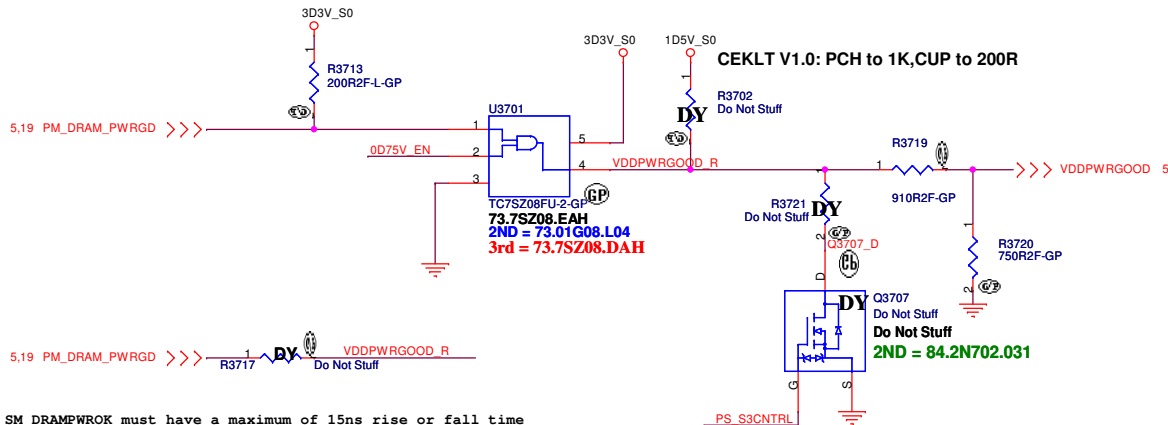 3D3V_S0
3D3V_S0
1D5V_S0
CEKLT V1.0: PCH to 1K,CUP to 200R
1
R3713
200R2F-L-GP
1
R3702
DY
Do Not Stuff
U3701
5,19 PM_DRAM_PWRGD
1
5
0D75V_EN
2
4
VDDPWRGOOD_R
3
GP
TC7SZ08FU-2-GP
73.7SZ08.EAH
2ND = 73.01G08.L04
3rd = 73.7SZ08.DAH
R3719
1
910R2F-GP
VDDPWRGOOD 5
1
R3721
DY
Do Not Stuff
2
G/P
Q3707_D
R3720
750R2F-GP
2
G/P
D
DY
Q3707
Do Not Stuff
Do Not Stuff
2ND = 84.2N702.031
G
S
PS_S3CNTRL
5,19 PM_DRAM_PWRGD
1
R3717
DY
Do Not Stuff
VDDPWRGOOD_R
SM DRAMPWROK must have a maximum of 15ns rise or fall time